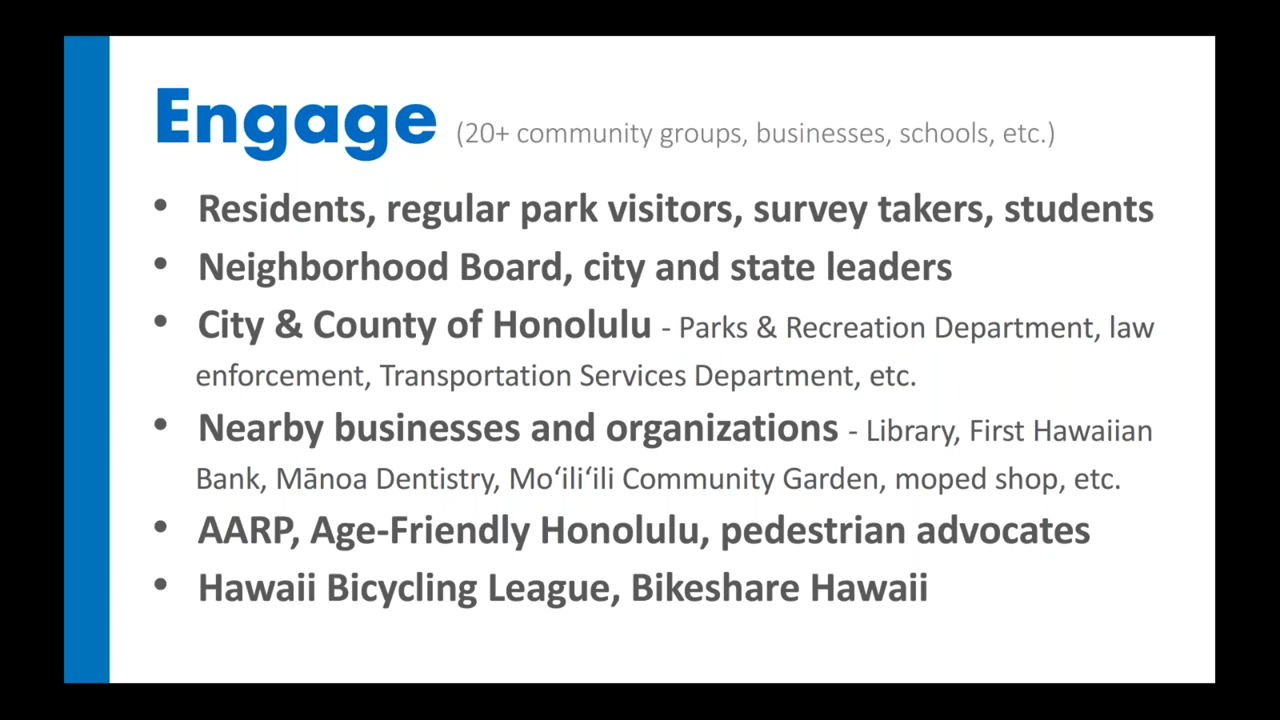 Engage (20+ community groups, businesses, schools, etc.)
• Residents, regular park visitors, survey takers, students
• Neighborhood Board, city and state leaders
• City & County of Honolulu - Parks & Recreation Department, law
enforcement, Transportation Services Department, etc.
• Nearby businesses and organizations - Library, First Hawaiian
Bank, Mānoa Dentistry, Mo‘ili‘ili Community Garden, moped shop, etc.
• AARP, Age-Friendly Honolulu, pedestrian advocates
• Hawaii Bicycling League, Bikeshare Hawaii